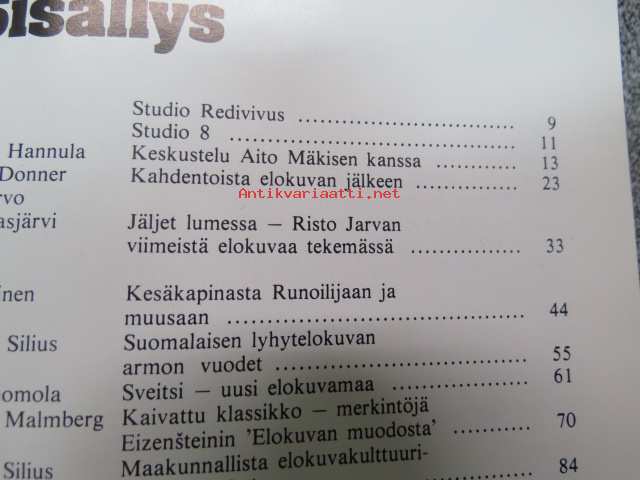 Sisällys
Studio Redivivus 9
Studio 8 11
Hannula Keskustelu Aito Mäkisen kanssa 13
Donner Kahdentoista elokuvan jälkeen 23
Antikvariaatti.net
rvo
asjärvi Jäljet lumessa — Risto Jarvan
viimeistä elokuvaa tekemässä 33
inen Kesäkapinasta Runoilijaan ja
muusaan 44
Silius Suomalaisen lyhytelokuvan
armon vuodet 55
omola Sveitsi — uusi elokuvamaa 61
Malmberg Kaivattu klassikko — merkintöjä
Eizenšteinin 'Elokuvan muodosta' 70
Silius Maakunnallista elokuvakulttuuri- 84